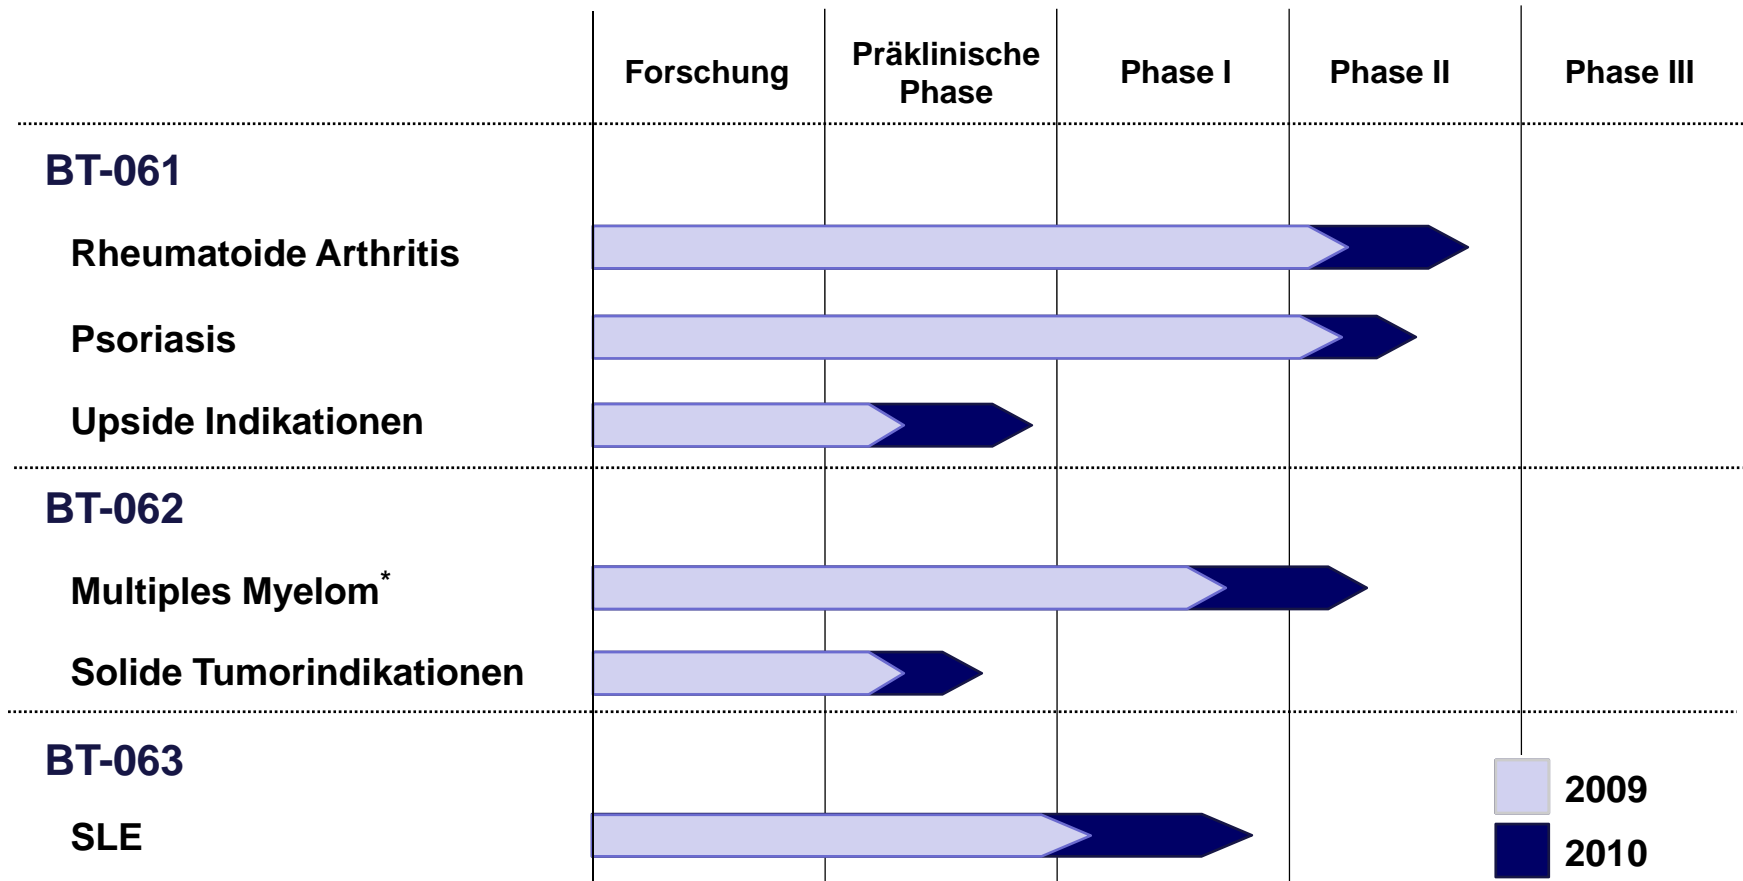 Forschung
Präklinische
Phase
Phase I
Phase II
Phase III
BT-061
Rheumatoide Arthritis
Psoriasis
Upside Indikationen
BT-062
Multiples Myelom*
Solide Tumorindikationen
BT-063
SLE
2009
2010